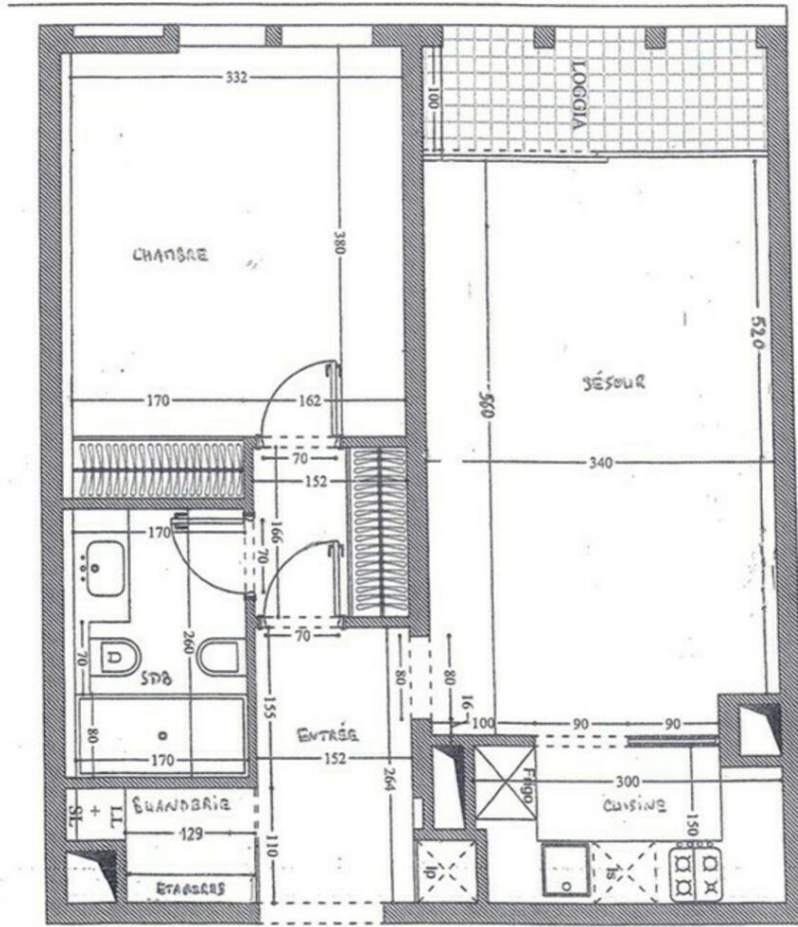 332
100
LOGGIA
380
CHAMBRE
520
SÉJOUR
560
170
162
70
152
340
170
166
70
70
260
70
SDB
80
80
155
ENTRÉE
16
100
90
90
80
170
152
264
Frigo
300
CUISINE
150
BUANDERIE
SL + LL
129
110
ETAGERES
lp
ls